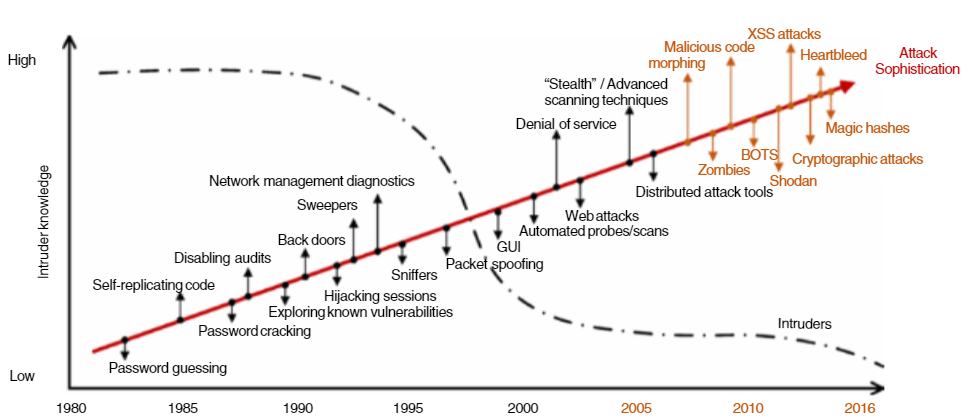 XSS attacks
Malicious code
morphing
Heartbleed
High
Attack
Sophistication
"Stealth" / Advanced
scanning techniques
Denial of service
Magic hashes
BOTS
Cryptographic attacks
Zombies
Shodan
Network management diagnostics
Distributed attack tools
Sweepers
Web attacks
Automated probes/scans
Intruder knowledge
Back doors
GUI
Disabling audits
Packet spoofing
Sniffers
Self-replicating code
Hijacking sessions
Exploring known vulnerabilities
Password cracking
Intruders
Password guessing
Low
1980
1985
1990
1995
2000
2005
2010
2016